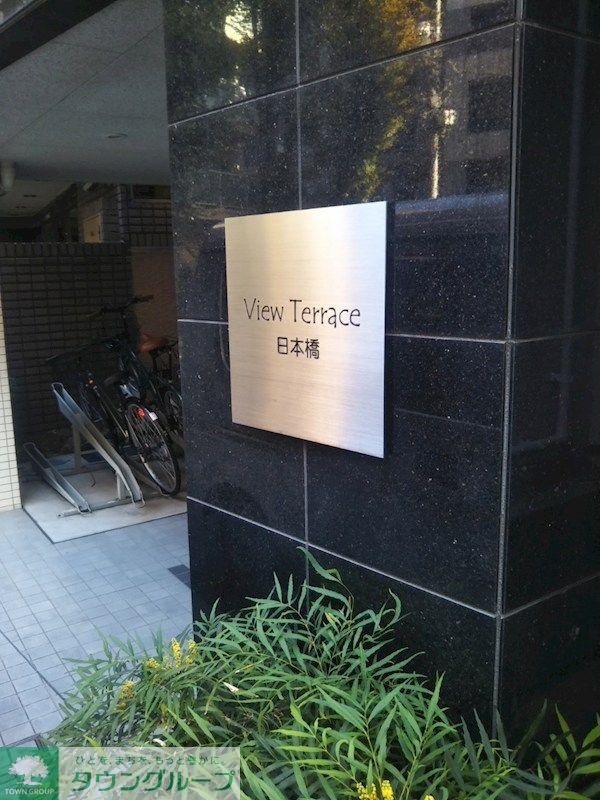 View Terrace
日本橋
ひとを、まちを、もっと豊かに。
タウングループ
TOWN GROUP